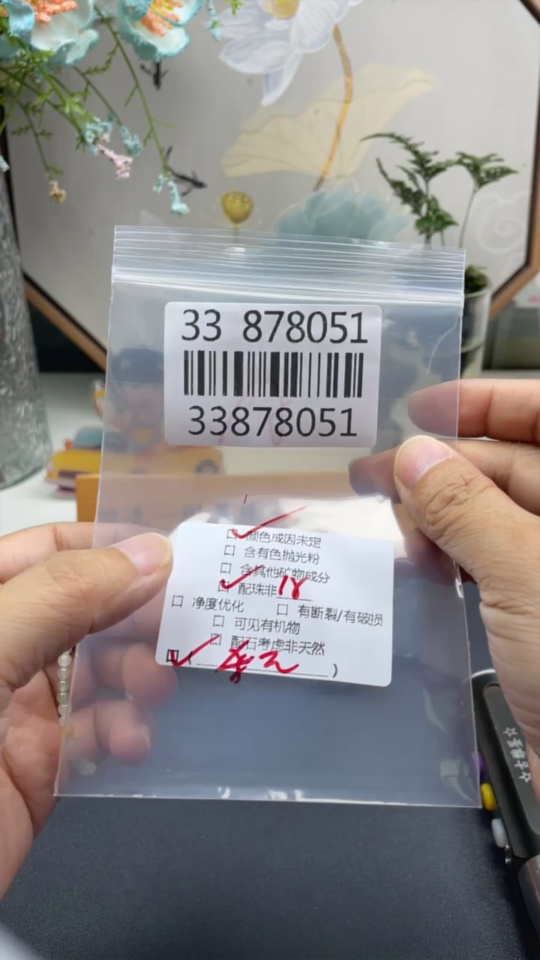 33 878051
33878051
☑ 颜色成因未定
☐ 含有色抛光粉
☐ 含其他矿物成分
☑ 配珠非 18
☐ 净度优化 ☐ 有断裂/有破损
☐ 可见有机物
☐ 配石考虑非天然
☑ ( )